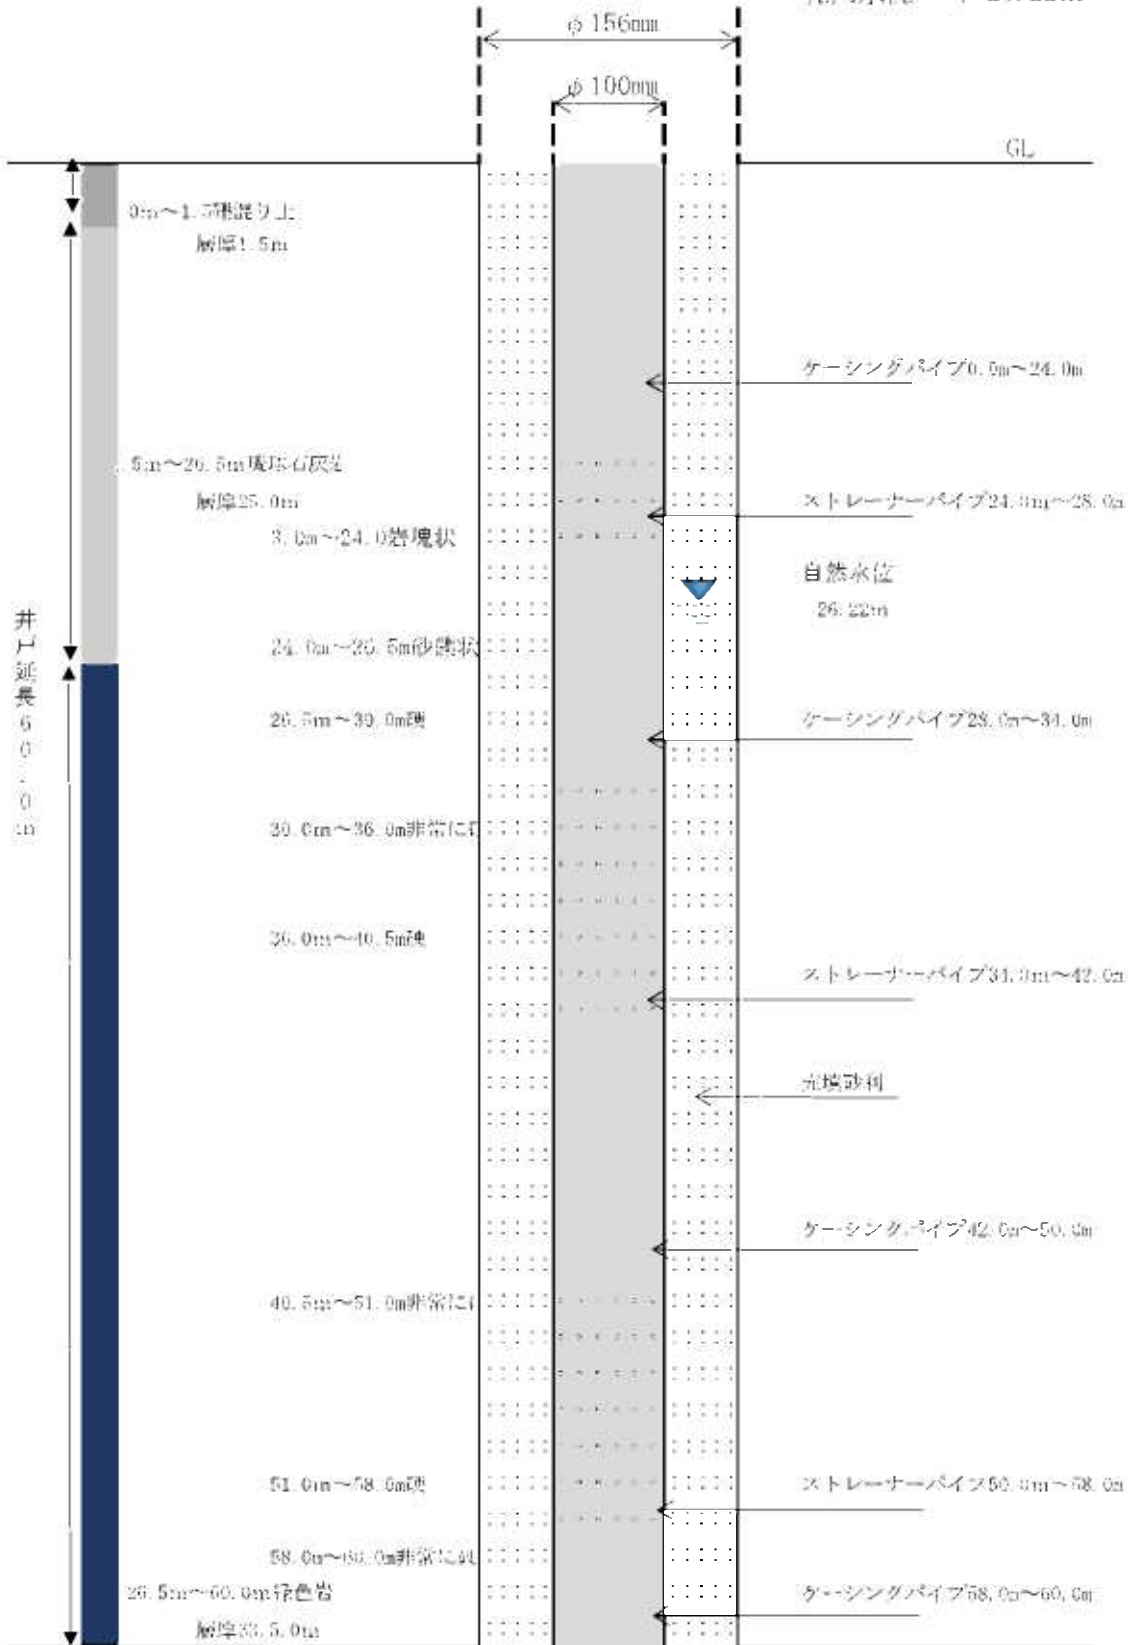 φ156mm
φ100mm
GL
0m～1.5礫混り土
層厚1.5m
ケーシングパイプ0.0m～24.0m
5m～26.5m琉球石灰岩
層厚25.0m
ストレーナーパイプ24.0m～28.0m
3.0m～24.0岩塊状
自然水位
26.22m
井戸延長60.0m
24.0m～26.5m砂礫状
26.5m～30.0m硬
ケーシングパイプ28.0m～34.0m
30.0m～36.0m非常に
36.0m～40.5m硬
ストレーナーパイプ34.0m～42.0m
充填砂利
ケーシングパイプ42.0m～50.0m
40.5m～51.0m非常に
51.0m～58.0m硬
ストレーナーパイプ50.0m～58.0m
58.0m～60.0m非常に
26.5m～60.0m緑色岩
ケーシングパイプ58.0m～60.0m
層厚33.5.0m